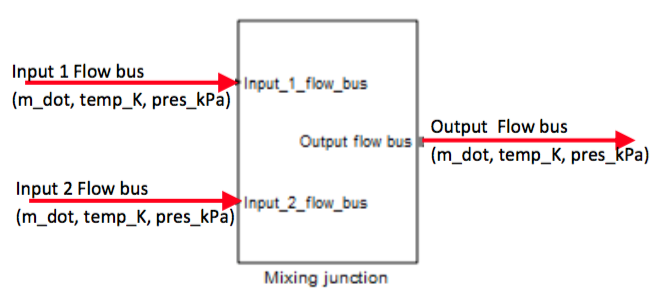 Input 1 Flow bus
(m_dot, temp_K, pres_kPa)
Input_1_flow_bus
Output flow bus
Output Flow bus
(m_dot, temp_K, pres_kPa)
Input 2 Flow bus
(m_dot, temp_K, pres_kPa)
Input_2_flow_bus
Mixing junction